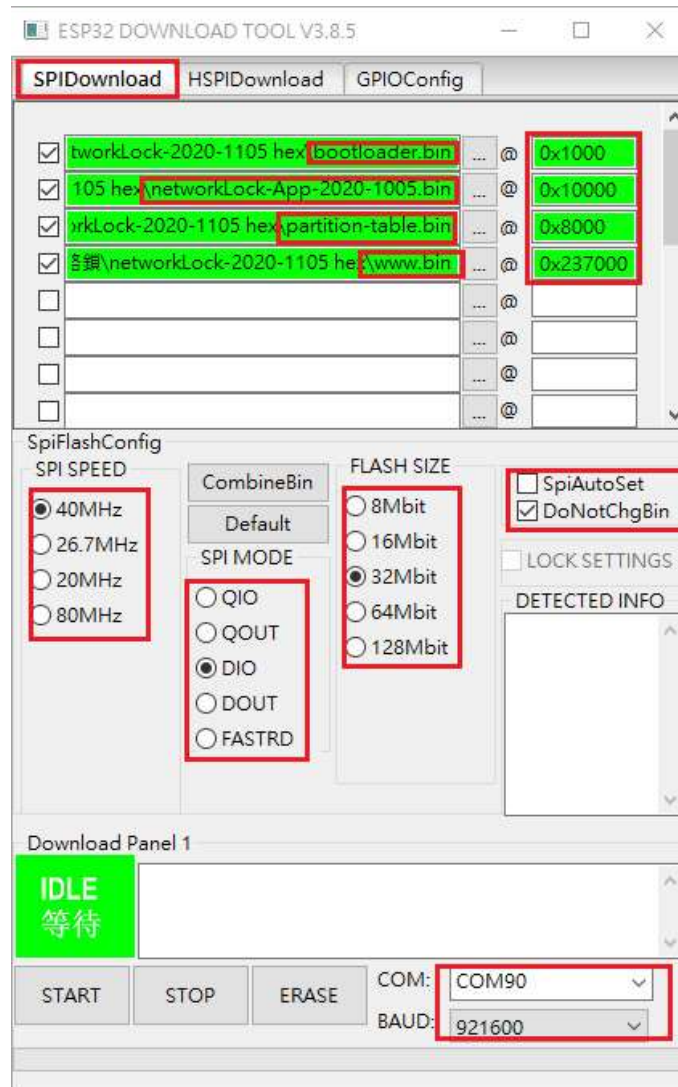 ESP32 DOWNLOAD TOOL V3.8.5
SPIDownload HSPIDownload GPIOConfig
tworkLock-2020-1105 hex\bootloader.bin ... @ 0x1000
105 hex\networkLock-App-2020-1005.bin ... @ 0x10000
orkLock-2020-1105 hex\partition-table.bin ... @ 0x8000
鎖\networkLock-2020-1105 hex\www.bin ... @ 0x237000
... @
... @
... @
... @
SpiFlashConfig
SPI SPEED
40MHz
26.7MHz
20MHz
80MHz
CombineBin
Default
SPI MODE
QIO
QOUT
DIO
DOUT
FASTRD
FLASH SIZE
8Mbit
16Mbit
32Mbit
64Mbit
128Mbit
SpiAutoSet
DoNotChgBin
LOCK SETTINGS
DETECTED INFO
Download Panel 1
IDLE
等待
START STOP ERASE
COM: COM90
BAUD: 921600